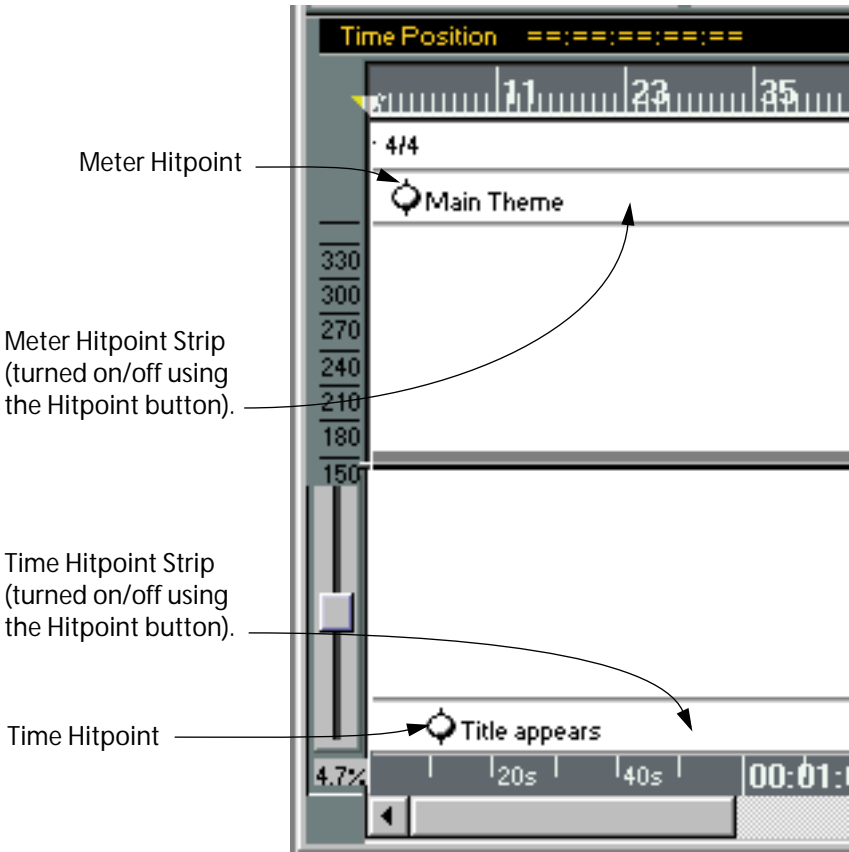 Time Position ==:==:==:==:==
11 23 35
4/4
Meter Hitpoint
Main Theme
330
300
270
240
210
180
150
Meter Hitpoint Strip
(turned on/off using
the Hitpoint button).
Time Hitpoint Strip
(turned on/off using
the Hitpoint button).
Time Hitpoint
Title appears
4.7%
20s 40s 00:01: